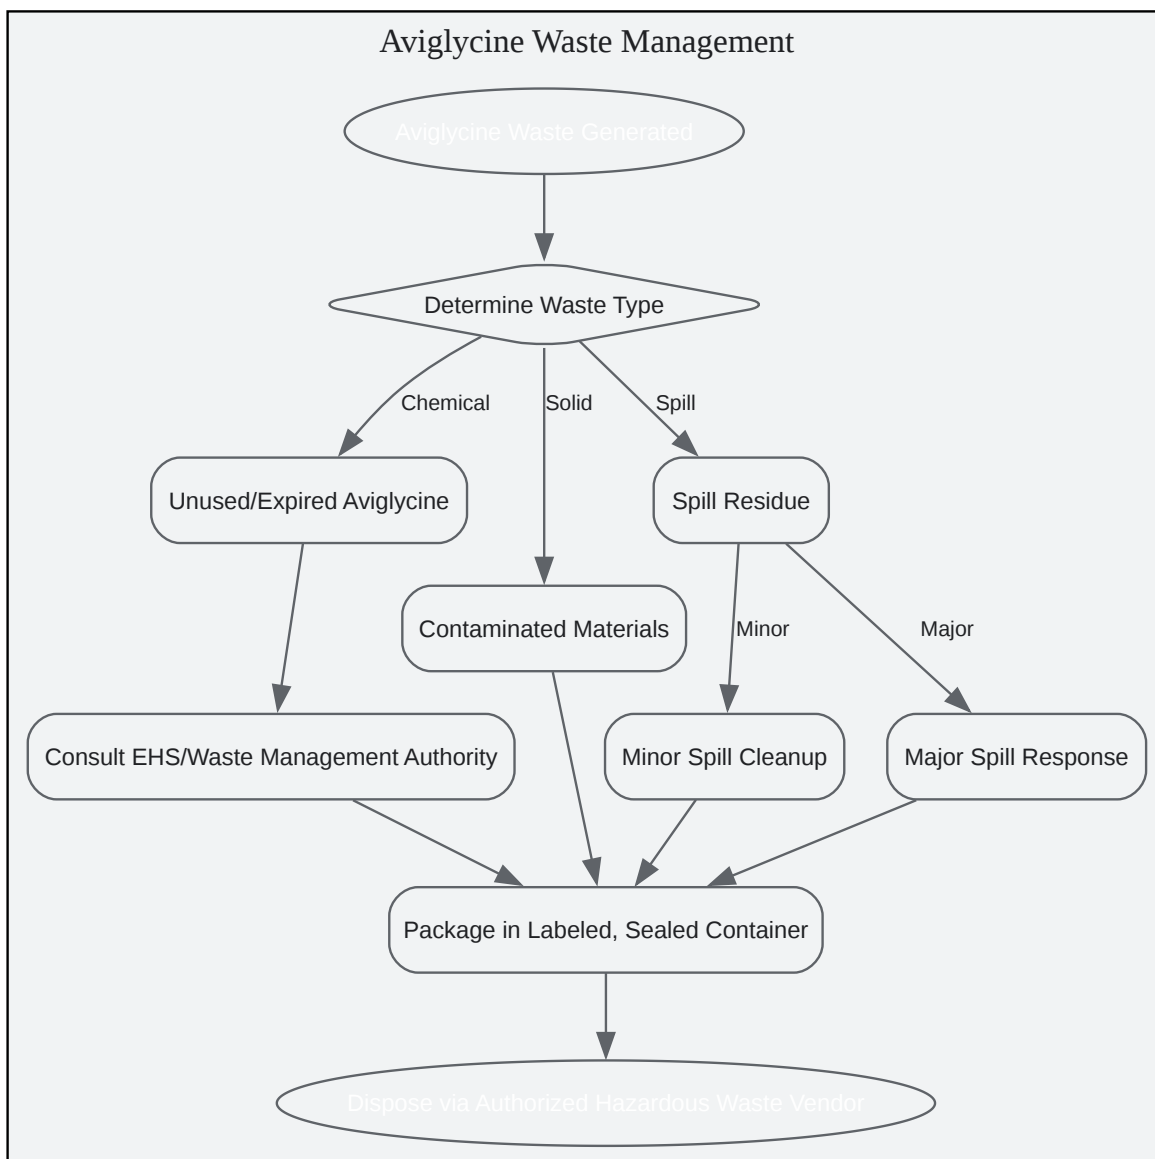 Aviglycine Waste Management
Aviglycine Waste Generated
Determine Waste Type
Chemical
Solid
Spill
Unused/Expired Aviglycine
Spill Residue
Contaminated Materials
Minor
Major
Consult EHS/Waste Management Authority
Minor Spill Cleanup
Major Spill Response
Package in Labeled, Sealed Container
Dispose via Authorized Hazardous Waste Vendor